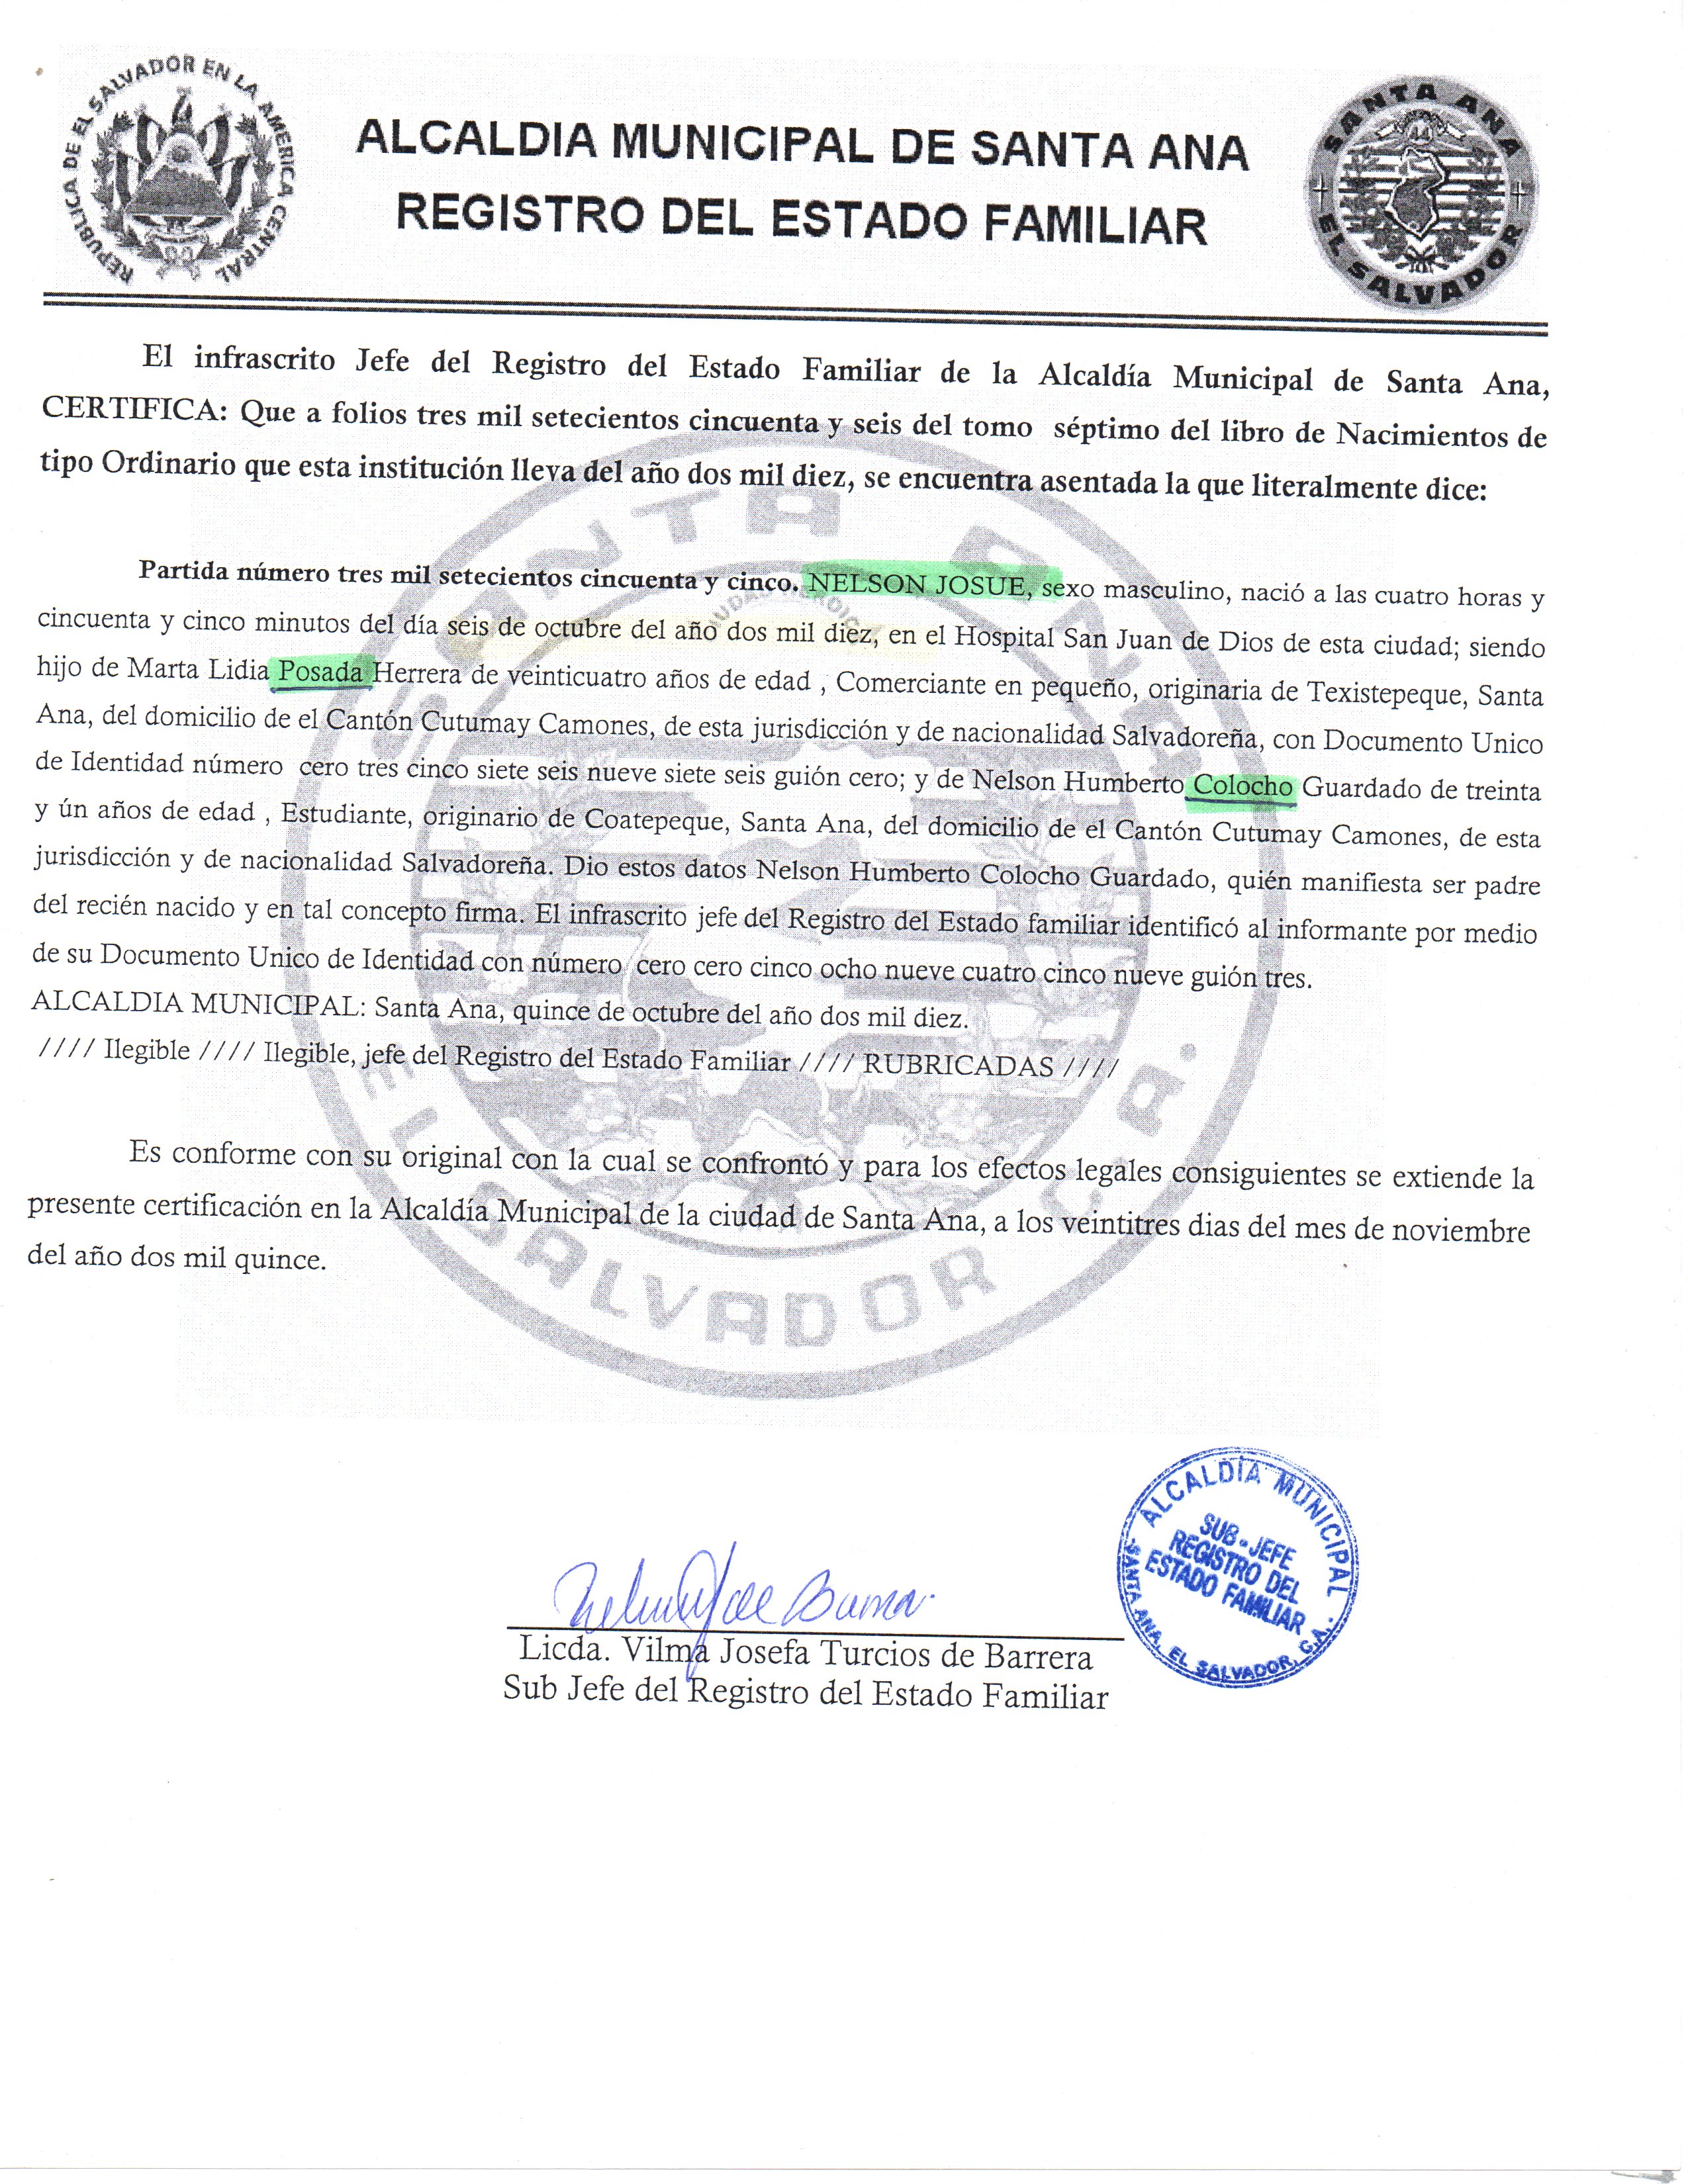 REPUBLICA DE EL SALVADOR EN LA AMERICA CENTRAL
ALCALDIA MUNICIPAL DE SANTA ANA
REGISTRO DEL ESTADO FAMILIAR
SANTA ANA
EL SALVADOR
El infrascrito Jefe del Registro del Estado Familiar de la Alcaldía Municipal de Santa Ana,
CERTIFICA: Que a folios tres mil setecientos cincuenta y seis del tomo séptimo del libro de Nacimientos de
tipo Ordinario que esta institución lleva del año dos mil diez, se encuentra asentada la que literalmente dice:
Partida número tres mil setecientos cincuenta y cinco. NELSON JOSUE, sexo masculino, nació a las cuatro horas y
cincuenta y cinco minutos del día seis de octubre del año dos mil diez, en el Hospital San Juan de Dios de esta ciudad; siendo
hijo de Marta Lidia Posada Herrera de veinticuatro años de edad , Comerciante en pequeño, originaria de Texistepeque, Santa
Ana, del domicilio de el Cantón Cutumay Camones, de esta jurisdicción y de nacionalidad Salvadoreña, con Documento Unico
de Identidad número cero tres cinco siete seis nueve siete seis guión cero; y de Nelson Humberto Colocho Guardado de treinta
y ún años de edad , Estudiante, originario de Coatepeque, Santa Ana, del domicilio de el Cantón Cutumay Camones, de esta
jurisdicción y de nacionalidad Salvadoreña. Dio estos datos Nelson Humberto Colocho Guardado, quién manifiesta ser padre
del recién nacido y en tal concepto firma. El infrascrito jefe del Registro del Estado familiar identificó al informante por medio
de su Documento Unico de Identidad con número cero cero cinco ocho nueve cuatro cinco nueve guión tres.
ALCALDIA MUNICIPAL: Santa Ana, quince de octubre del año dos mil diez.
//// Ilegible //// Ilegible, jefe del Registro del Estado Familiar //// RUBRICADAS ////
Es conforme con su original con la cual se confrontó y para los efectos legales consiguientes se extiende la
presente certificación en la Alcaldía Municipal de la ciudad de Santa Ana, a los veintitres dias del mes de noviembre
del año dos mil quince.
SANTA ANA
EL SALVADOR C.A.
Licda. Vilma Josefa Turcios de Barrera
Sub Jefe del Registro del Estado Familiar
ALCALDÍA MUNICIPAL
SUB-JEFE
REGISTRO DEL
ESTADO FAMILIAR
SANTA ANA, EL SALVADOR, C.A.